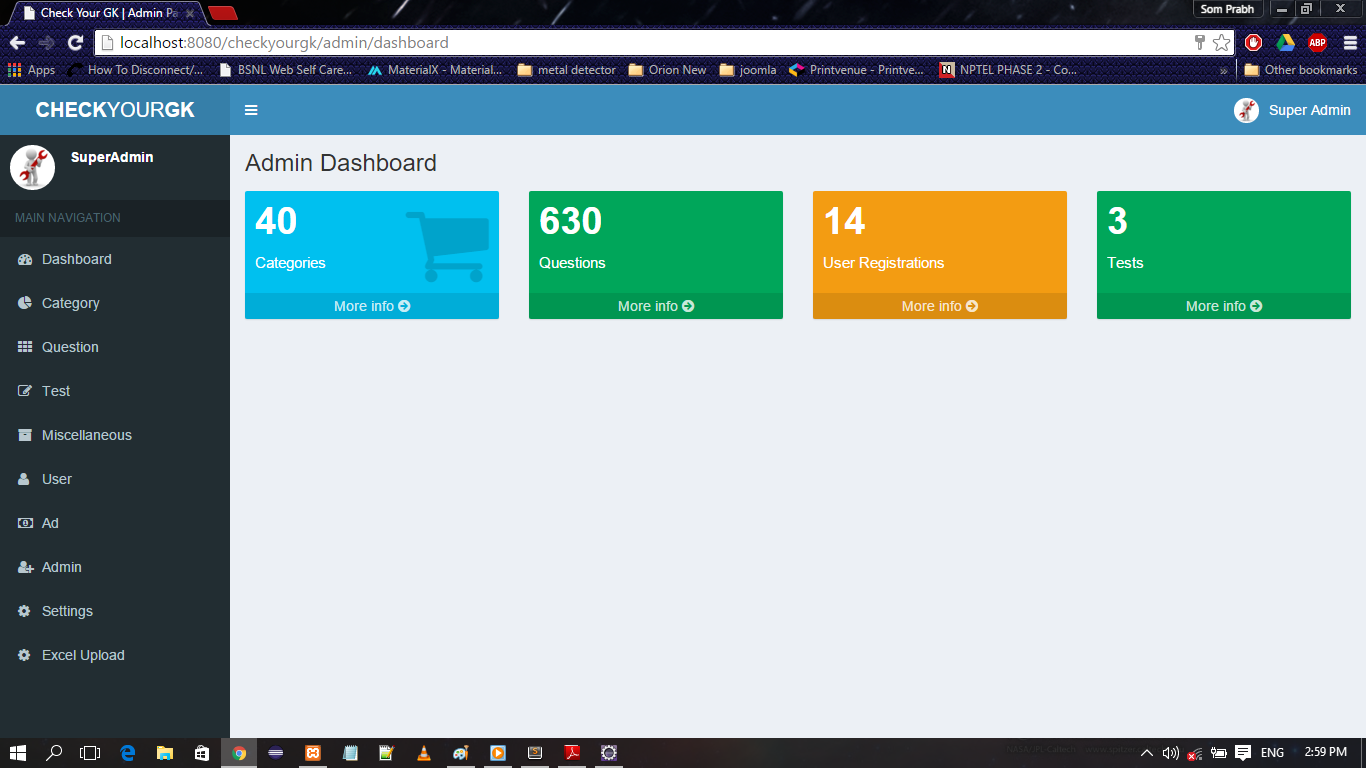 Check Your GK | Admin Pa
Som Prabh
localhost:8080/checkyourgk/admin/dashboard
ABP
Apps
How To Disconnect/...
BSNL Web Self Care...
MaterialX - Material...
metal detector
Orion New
joomla
Printvenue - Printve...
NPTEL PHASE 2 - Co...
»
Other bookmarks
CHECKYOURGK
Super Admin
SuperAdmin
MAIN NAVIGATION
Dashboard
Category
Question
Test
Miscellaneous
User
Ad
Admin
Settings
Excel Upload
Admin Dashboard
40
Categories
More info
630
Questions
More info
14
User Registrations
More info
3
Tests
More info
ENG
2:59 PM